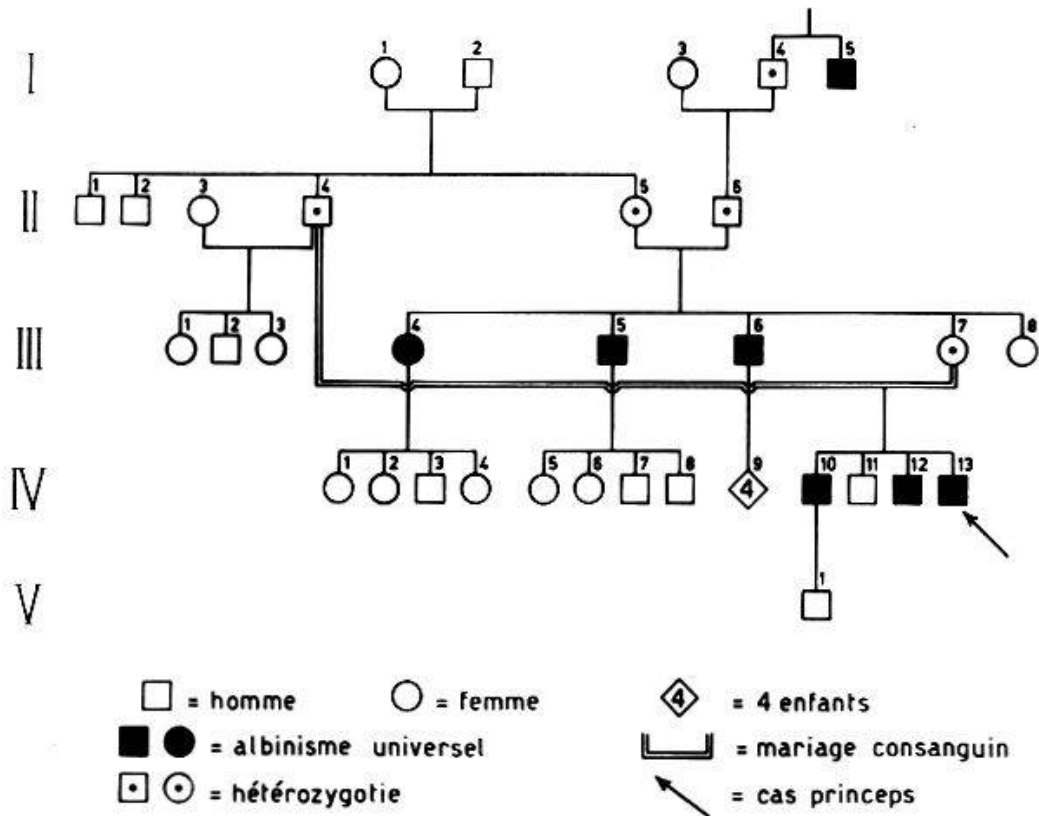 1 2 3 4 5
I
1 2 3 4 5 6
II
1 2 3 4 5 6 7 8
III
1 2 3 4 5 6 7 8 9 10 11 12 13
IV 4
1
V
= homme = femme 4 = 4 enfants
= albinisme universel = mariage consanguin
= hétérozygotie = cas princeps